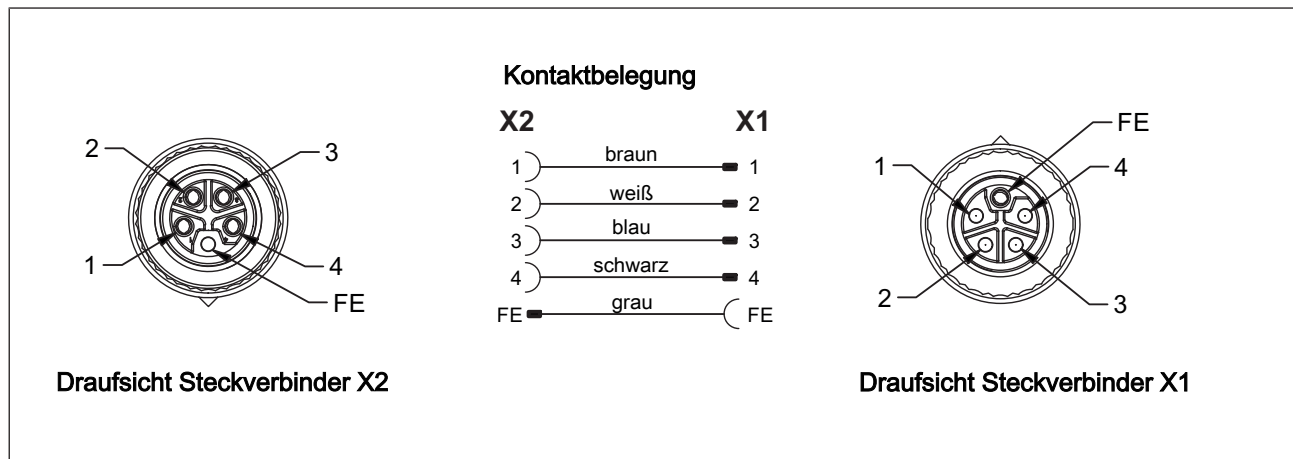 Kontaktbelegung
X2 X1
1 braun 1
2 weiß 2
3 blau 3
4 schwarz 4
FE grau FE
2 3
1 4
FE
Draufsicht Steckverbinder X2
FE
1 4
2 3
Draufsicht Steckverbinder X1